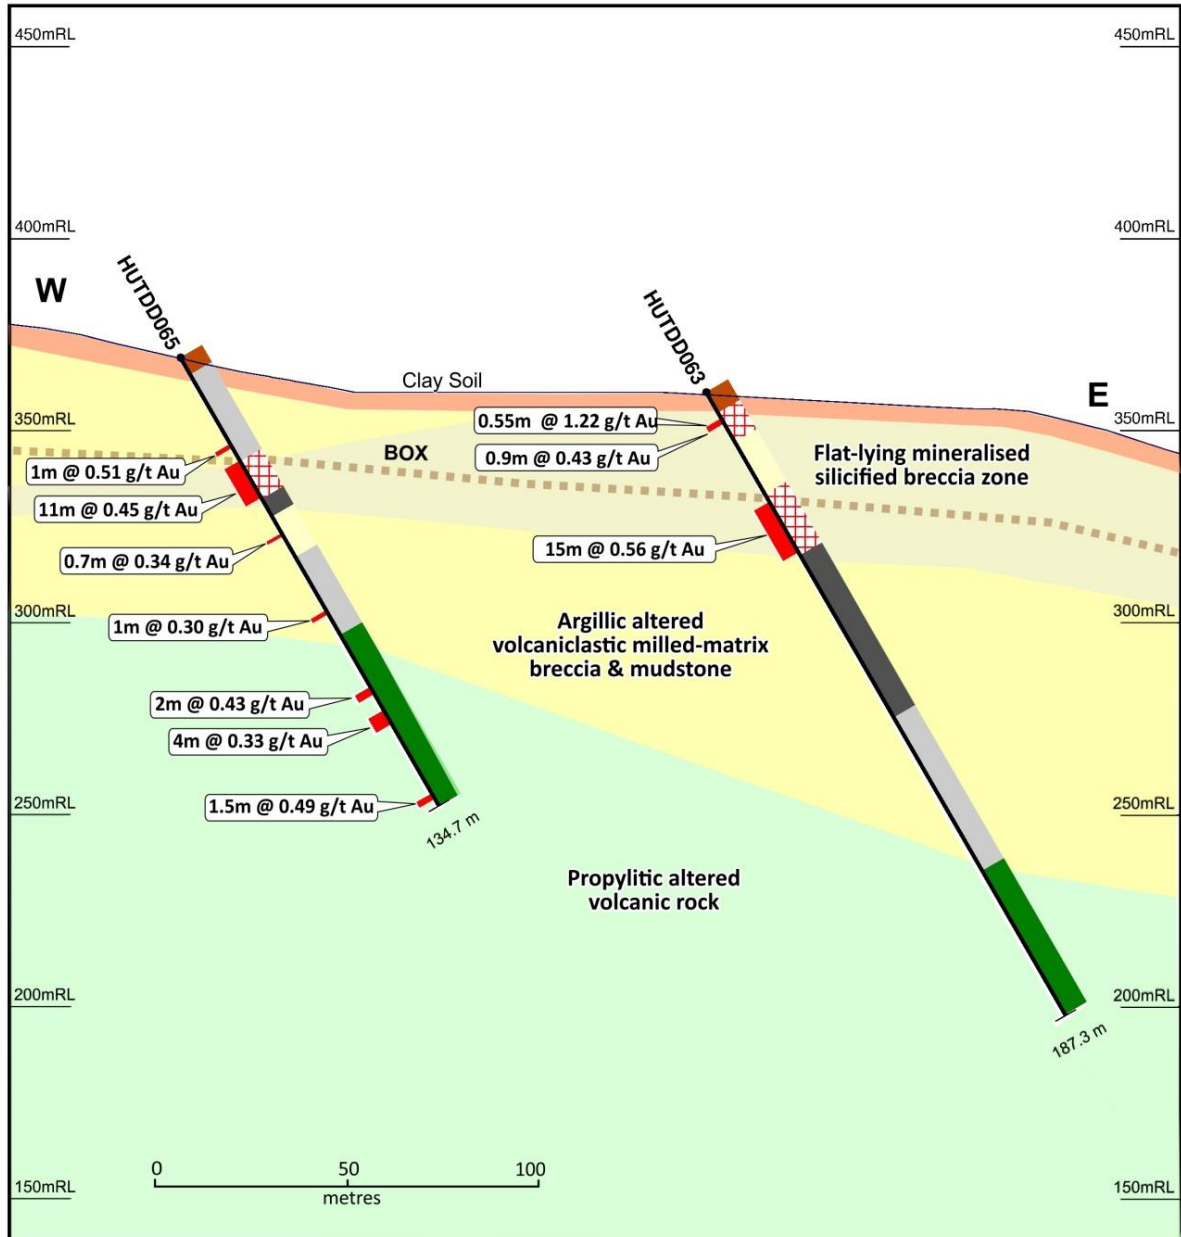 450mRL
450mRL
400mRL
400mRL
W
HUTDD065
HUTDD063
Clay Soil
E
350mRL
350mRL
0.55m @ 1.22 g/t Au
0.9m @ 0.43 g/t Au
BOX
Flat-lying mineralised
silicified breccia zone
1m @ 0.51 g/t Au
11m @ 0.45 g/t Au
15m @ 0.56 g/t Au
0.7m @ 0.34 g/t Au
300mRL
300mRL
1m @ 0.30 g/t Au
Argillic altered
volcaniclastic milled-matrix
breccia & mudstone
2m @ 0.43 g/t Au
4m @ 0.33 g/t Au
250mRL
250mRL
1.5m @ 0.49 g/t Au
134.7 m
Propylitic altered
volcanic rock
200mRL
200mRL
187.3 m
0 50 100
metres
150mRL
150mRL